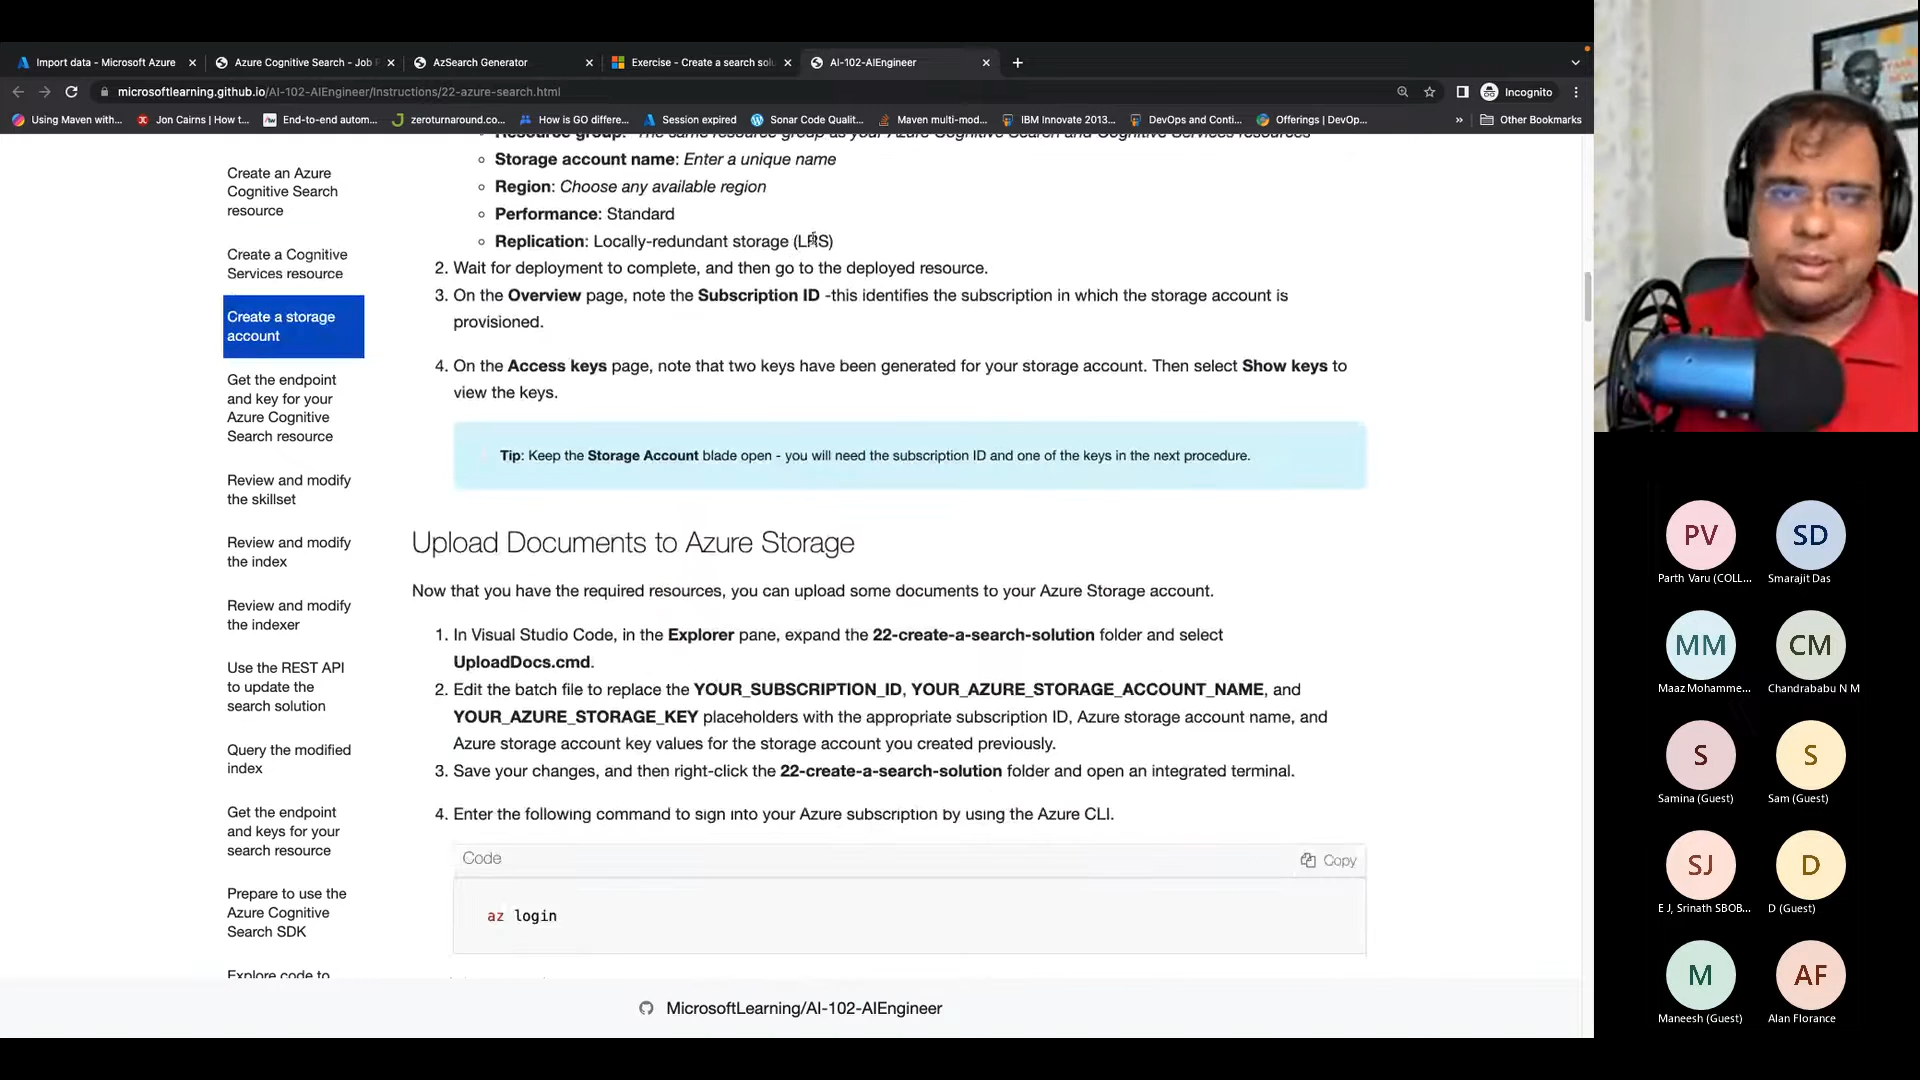 Import data - Microsoft Azure
Azure Cognitive Search - Job F
AzSearch Generator
Exercise - Create a search solu
AI-102-AIEngineer
microsoftlearning.github.io/AI-102-AIEngineer/Instructions/22-azure-search.html
Incognito
Using Maven with...
Jon Cairns | How t...
End-to-end autom...
zeroturnaround.co...
How is GO differe...
Session expired
Sonar Code Qualit...
Maven multi-mod...
IBM Innovate 2013...
DevOps and Conti...
Offerings | DevOp...
»
Other Bookmarks
Create an Azure
Cognitive Search
resource
Create a Cognitive
Services resource
Create a storage
account
Get the endpoint
and key for your
Azure Cognitive
Search resource
Review and modify
the skillset
Review and modify
the index
Review and modify
the indexer
Use the REST API
to update the
search solution
Query the modified
index
Get the endpoint
and keys for your
search resource
Prepare to use the
Azure Cognitive
Search SDK
Explore code to
Resource group: The same resource group as your Azure Cognitive Search and Cognitive Services resources
Storage account name: Enter a unique name
Region: Choose any available region
Performance: Standard
Replication: Locally-redundant storage (LRS)
2. Wait for deployment to complete, and then go to the deployed resource.
3. On the Overview page, note the Subscription ID -this identifies the subscription in which the storage account is
provisioned.
4. On the Access keys page, note that two keys have been generated for your storage account. Then select Show keys to
view the keys.
Tip: Keep the Storage Account blade open - you will need the subscription ID and one of the keys in the next procedure.
Upload Documents to Azure Storage
Now that you have the required resources, you can upload some documents to your Azure Storage account.
1. In Visual Studio Code, in the Explorer pane, expand the 22-create-a-search-solution folder and select
UploadDocs.cmd.
2. Edit the batch file to replace the YOUR_SUBSCRIPTION_ID, YOUR_AZURE_STORAGE_ACCOUNT_NAME, and
YOUR_AZURE_STORAGE_KEY placeholders with the appropriate subscription ID, Azure storage account name, and
Azure storage account key values for the storage account you created previously.
3. Save your changes, and then right-click the 22-create-a-search-solution folder and open an integrated terminal.
4. Enter the following command to sign into your Azure subscription by using the Azure CLI.
Code
Copy
az login
MicrosoftLearning/AI-102-AIEngineer
PV
Parth Varu (COLL...
SD
Smarajit Das
MM
Maaz Mohamme...
CM
Chandrababu N M
S
Samina (Guest)
S
Sam (Guest)
SJ
E J, Srinath SBOB...
D
D (Guest)
M
Maneesh (Guest)
AF
Alan Florance